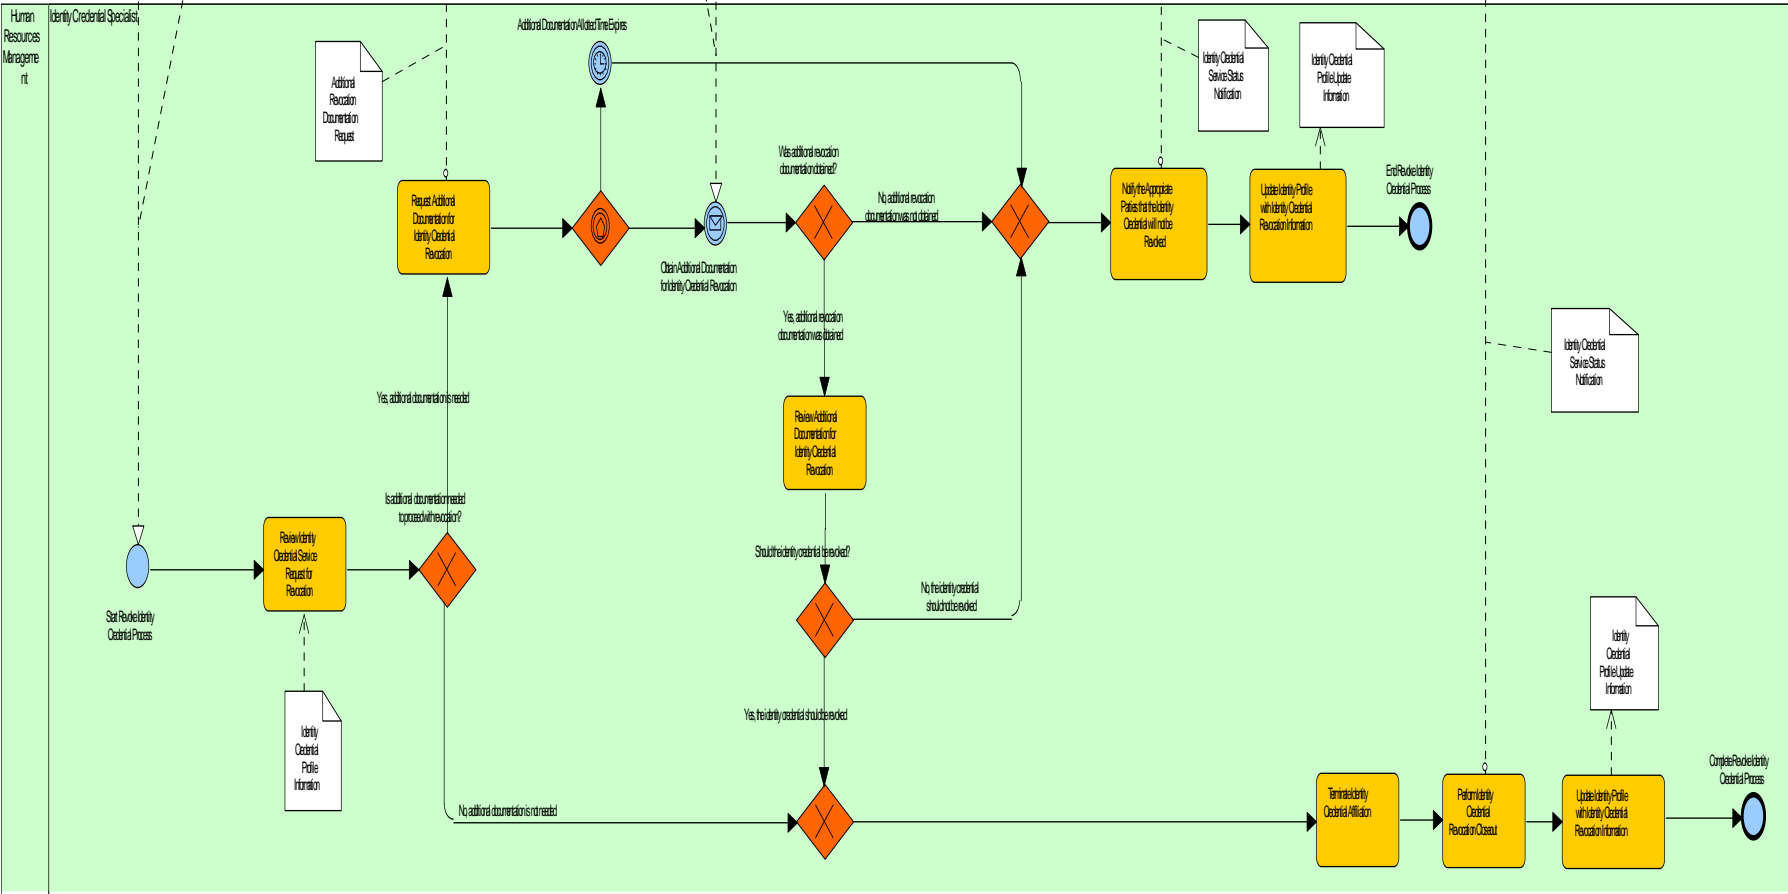 Human
Resources
Manageme
nt
Identity Credential Specialist
Additional Documentation Allotted Time Expires
Additional
Revocation
Documentation
Request
Identity Credential
Service Status
Notification
Identity Credential
Profile Update
Information
Was additional revocation
documentation obtained?
No, additional revocation
documentation was not obtained
Request Additional
Documentation for
Identity Credential
Revocation
Notify the Appropriate
Parties that the Identity
Credential will not be
Revoked
Update Identity Profile
with Identity Credential
Revocation Information
End Revoke Identity
Credential Process
Obtain Additional Documentation
for Identity Credential Revocation
Yes, additional revocation
documentation was obtained
Identity Credential
Service Status
Notification
Yes, additional documentation is needed
Review Additional
Documentation for
Identity Credential
Revocation
Is additional documentation needed
to proceed with revocation?
Review Identity
Credential Service
Request for
Revocation
Should the identity credential be revoked?
No, the identity credential
should not be revoked
Start Revoke Identity
Credential Process
Identity
Credential
Profile Update
Information
Identity
Credential
Profile
Information
Yes, the identity credential should be revoked
No, additional documentation is not needed
Terminate Identity
Credential Affiliation
Perform Identity
Credential
Revocation Closeout
Update Identity Profile
with Identity Credential
Revocation Information
Complete Revoke Identity
Credential Process